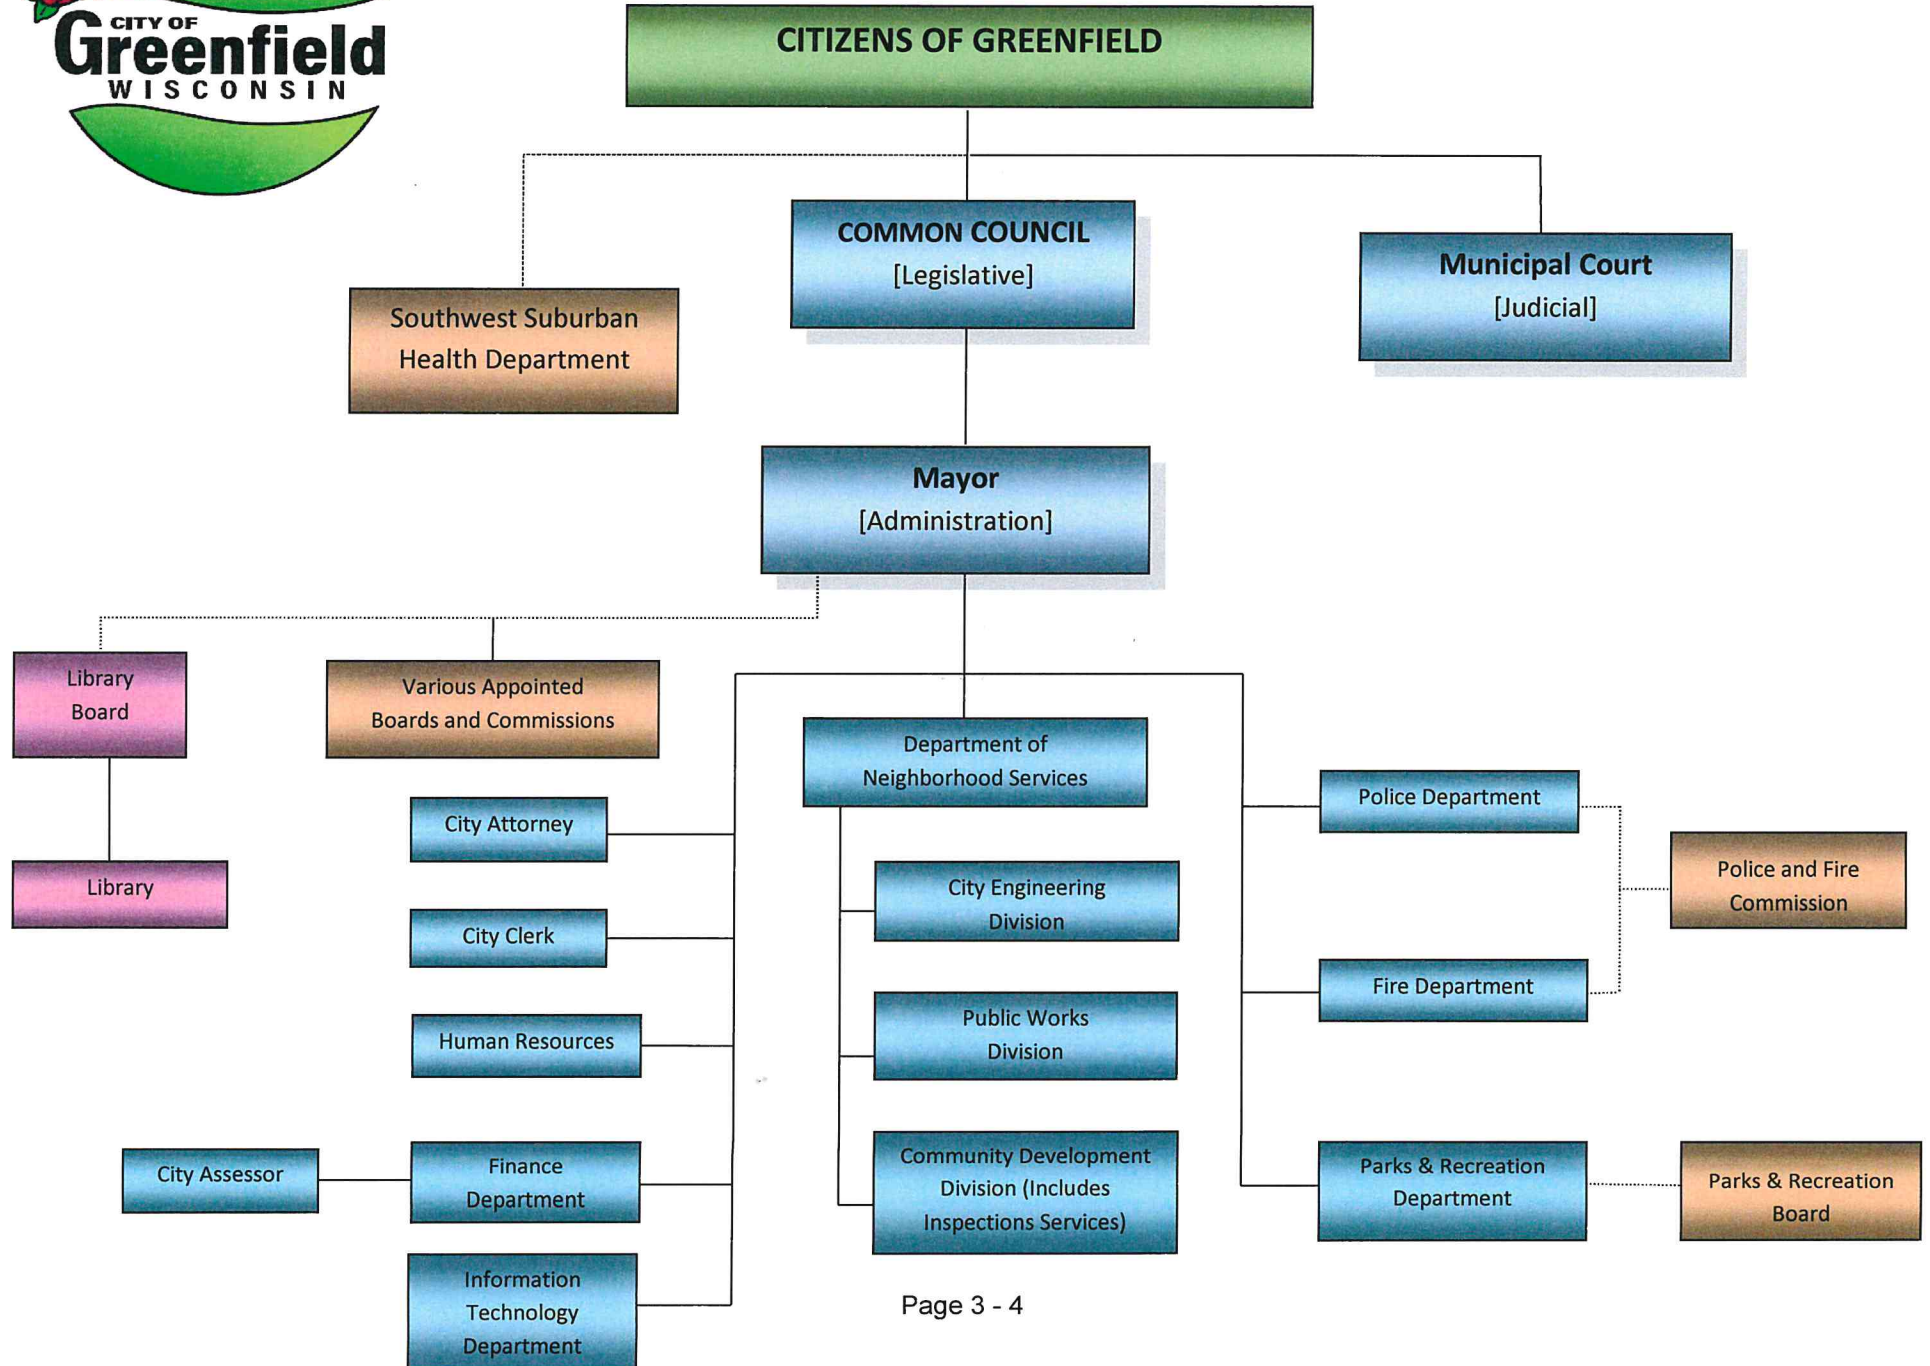 CITY OF
Greenfield
WISCONSIN
CITIZENS OF GREENFIELD
COMMON COUNCIL
[Legislative]
Municipal Court
[Judicial]
Southwest Suburban
Health Department
Mayor
[Administration]
Library
Board
Various Appointed
Boards and Commissions
Department of
Neighborhood Services
Police Department
City Attorney
Police and Fire
Commission
Library
City Engineering
Division
City Clerk
Fire Department
Human Resources
Public Works
Division
City Assessor
Finance
Department
Community Development
Division (Includes
Inspections Services)
Parks & Recreation
Department
Parks & Recreation
Board
Information
Technology
Department
Page 3 - 4